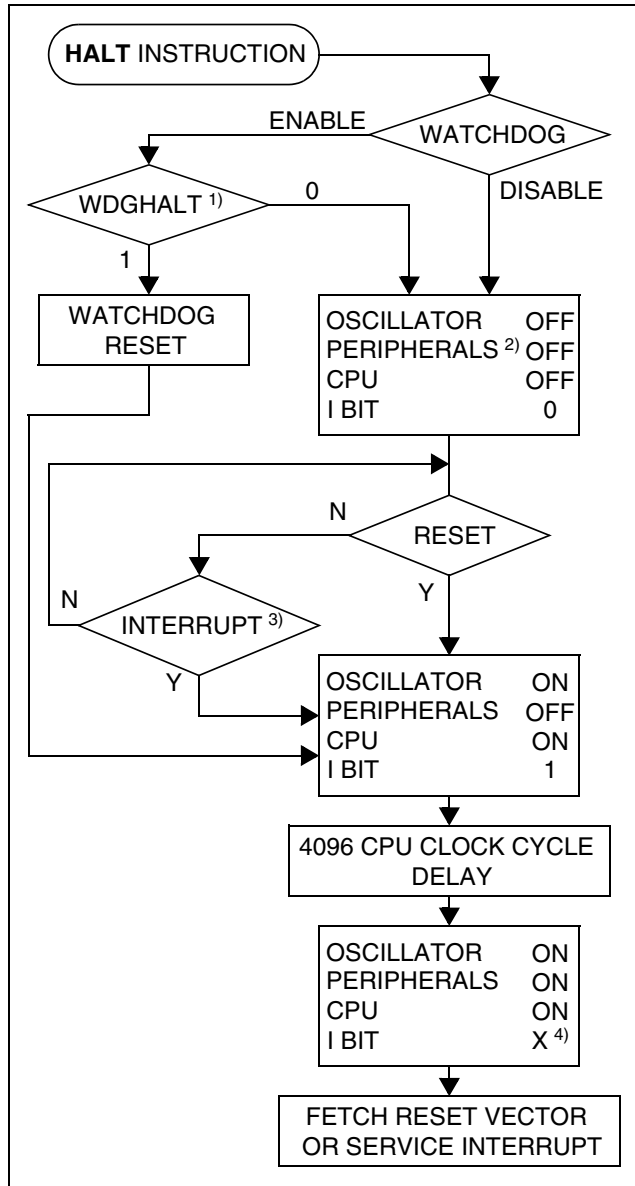 HALT INSTRUCTION
WATCHDOG
ENABLE
DISABLE
WDGHALT 1)
0
1
WATCHDOG
RESET
OSCILLATOR OFF
PERIPHERALS 2) OFF
CPU OFF
I BIT 0
RESET
N
Y
INTERRUPT 3)
N
Y
OSCILLATOR ON
PERIPHERALS OFF
CPU ON
I BIT 1
4096 CPU CLOCK CYCLE
DELAY
OSCILLATOR ON
PERIPHERALS ON
CPU ON
I BIT X 4)
FETCH RESET VECTOR
OR SERVICE INTERRUPT